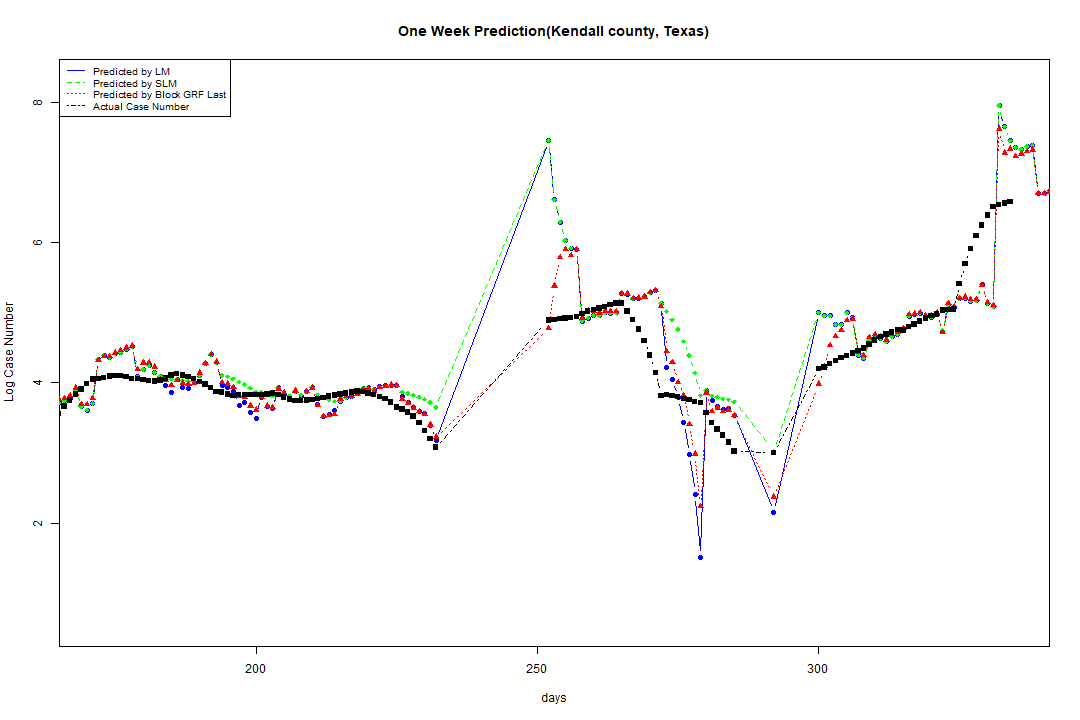 One Week Prediction(Kendall county, Texas)
Predicted by LM
Predicted by SLM
Predicted by Block GRF Last
Actual Case Number
8
6
4
2
Log Case Number
200
250
300
days